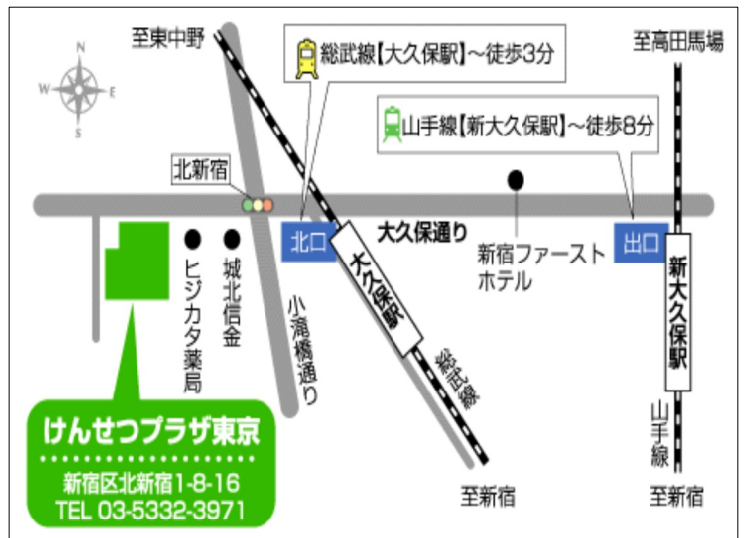 至東中野
総武線【大久保駅】～徒歩3分
至高田馬場
N
W
E
S
山手線【新大久保駅】～徒歩8分
北新宿
北口
大久保通り
新宿ファースト
ホテル
出口
大久保駅
新大久保駅
ヒジカタ薬局
城北信金
小滝橋通り
総武線
山手線
けんせつプラザ東京
新宿区北新宿1-8-16
TEL 03-5332-3971
至新宿
至新宿